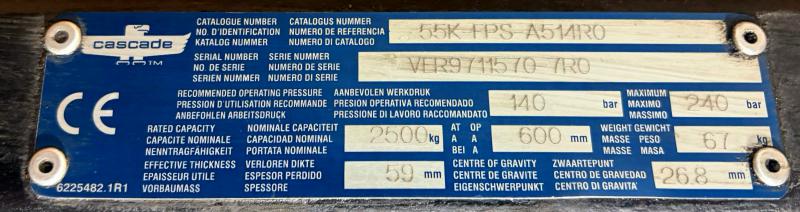 cascade
TM
CATALOGUE NUMBER CATALOGUS NUMMER
NO. D'IDENTIFICATION NUMERO DE REFERENCIA 55K-FPS-A514R0
KATALOG NUMMER NUMERO DI CATALOGO
SERIAL NUMBER SERIE NUMMER
NO. DE SERIE NUMERO DE SERIE VER9711570-7R0
SERIEN NUMMER NUMERO DI SERIE
RECOMMENDED OPERATING PRESSURE AANBEVOLEN WERKDRUK MAXIMUM
PRESSION D'UTILISATION RECOMMANDE PRESION OPERATIVA RECOMENDADO 140 bar MAXIMO 240 bar
ANBEFOHLEN ARBEITSDRUCK PRESSIONE DI LAVORO RACCOMANTATO MASSIMO
CE
RATED CAPACITY NOMINALE CAPACITEIT AT OP WEIGHT GEWICHT
CAPACITE NOMINALE CAPACIDAD NOMINAL 2500 kg A A 600 mm MASSE PESO 67 kg
NENNTRAGFÄHIGKEIT PORTATA NOMINALE BEI A MASSE MASA
EFFECTIVE THICKNESS VERLOREN DIKTE CENTRE OF GRAVITY ZWAARTEPUNT
EPAISSEUR UTILE ESPESOR PERDIDO 59 mm CENTRE DE GRAVITE CENTRO DE GRAVEDAD 26.8 mm
6225482.1R1 VORBAUMASS SPESSORE EIGENSCHWERPUNKT CENTRO DI GRAVITA'